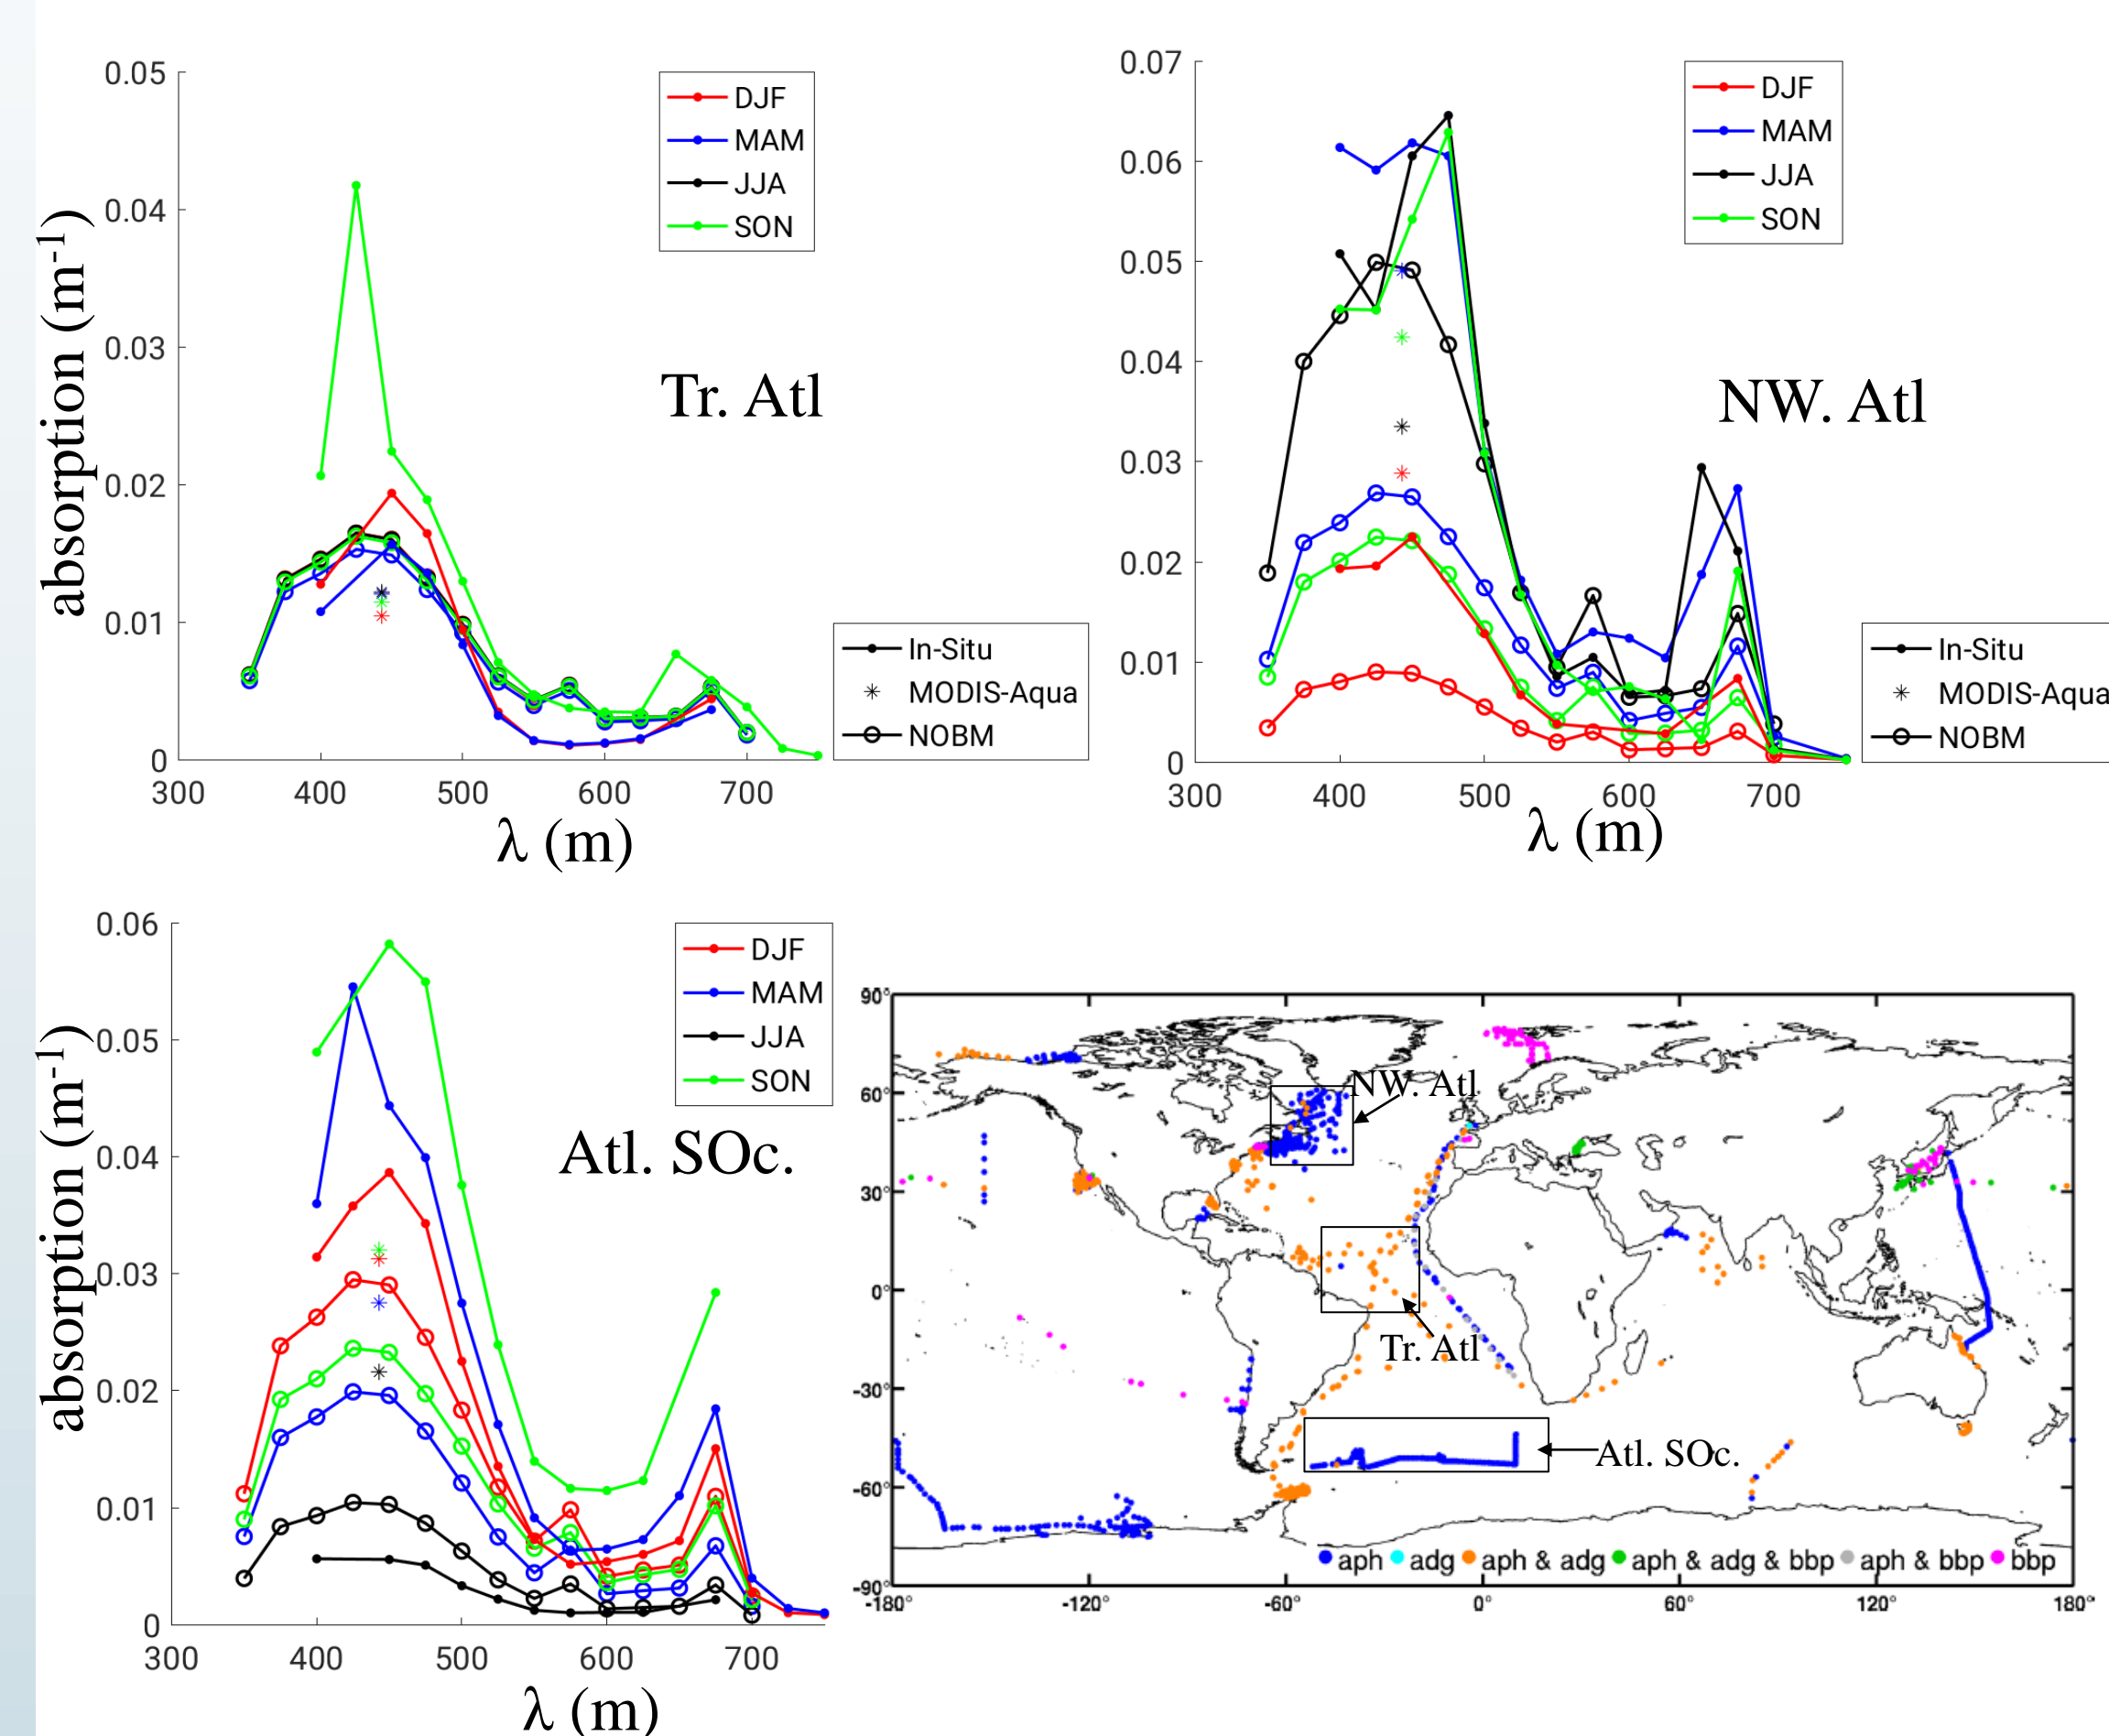 0.05
0.04
0.03
0.02
0.01
0
300 400 500 600 700
absorption (m-1)
λ (m)
DJF
MAM
JJA
SON
Tr. Atl
In-Situ
MODIS-Aqua
NOBM
0.07
0.06
0.05
0.04
0.03
0.02
0.01
0
300 400 500 600 700
λ (m)
DJF
MAM
JJA
SON
NW. Atl
In-Situ
MODIS-Aqua
NOBM
0.06
0.05
0.04
0.03
0.02
0.01
0
300 400 500 600 700
absorption (m-1)
λ (m)
DJF
MAM
JJA
SON
Atl. SOc.
90°
60°
30°
0°
-30°
-60°
-90°
NW. Atl
Tr. Atl
Atl. SOc.
aph adg aph & adg aph & adg & bbp aph & bbp bbp
-180° -120° -60° 0° 60° 120° 180°